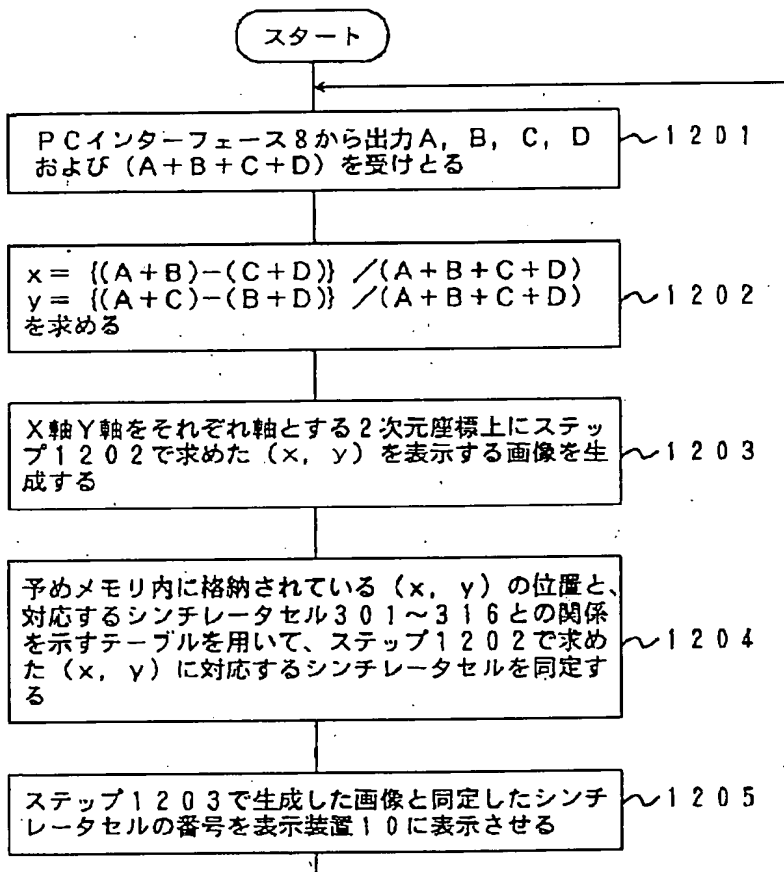 スタート
PCインターフェース8から出力A, B, C, D
および (A+B+C+D) を受けとる
1201
x= {(A+B)-(C+D)} /(A+B+C+D)
y= {(A+C)-(B+D)} /(A+B+C+D)
を求める
1202
X軸Y軸をそれぞれ軸とする2次元座標上にステッ
プ1202で求めた (x, y) を表示する画像を生
成する
1203
予めメモリ内に格納されている (x, y) の位置と、
対応するシンチレータセル301~316との関係
を示すテーブルを用いて、ステップ1202で求め
た (x, y) に対応するシンチレータセルを同定す
る
1204
ステップ1203で生成した画像と同定したシンチ
レータセルの番号を表示装置10に表示させる
1205